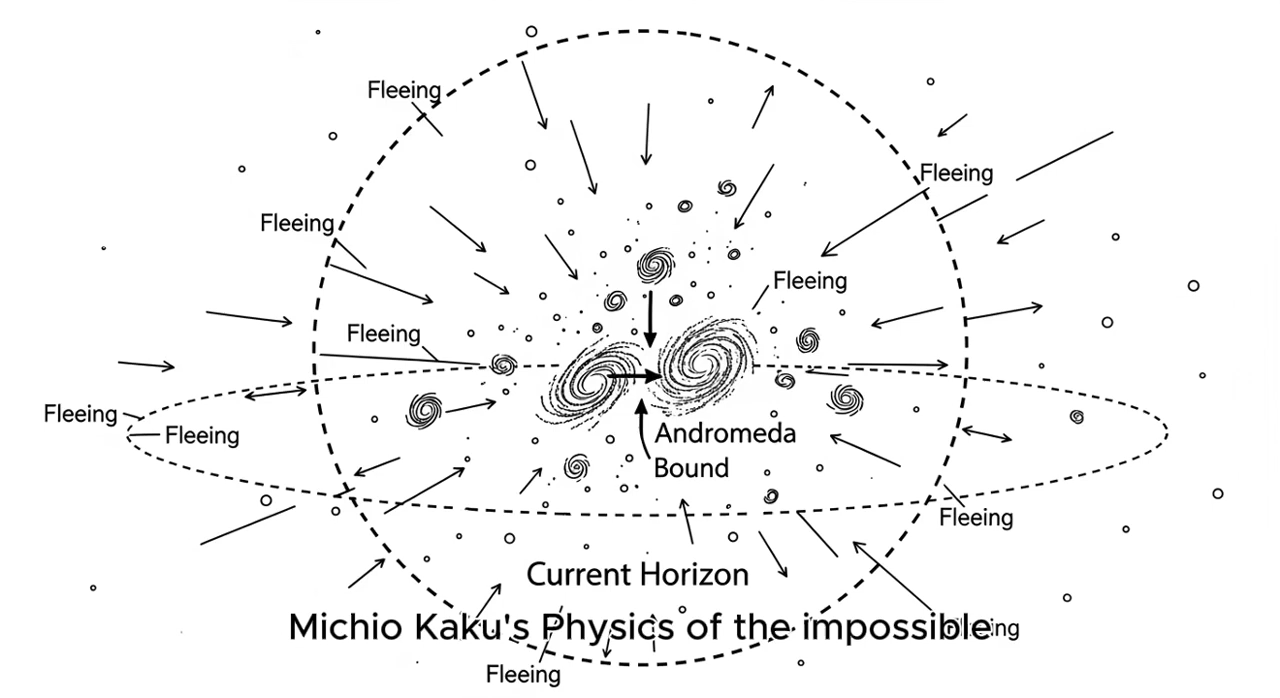 Fleeing
Fleeing
Fleeing
Fleeing
Fleeing
Fleeing
Fleeing
Andromeda
Bound
Fleeing
Current Horizon
Michio Kaku's Physics of the impossible
Fleeing